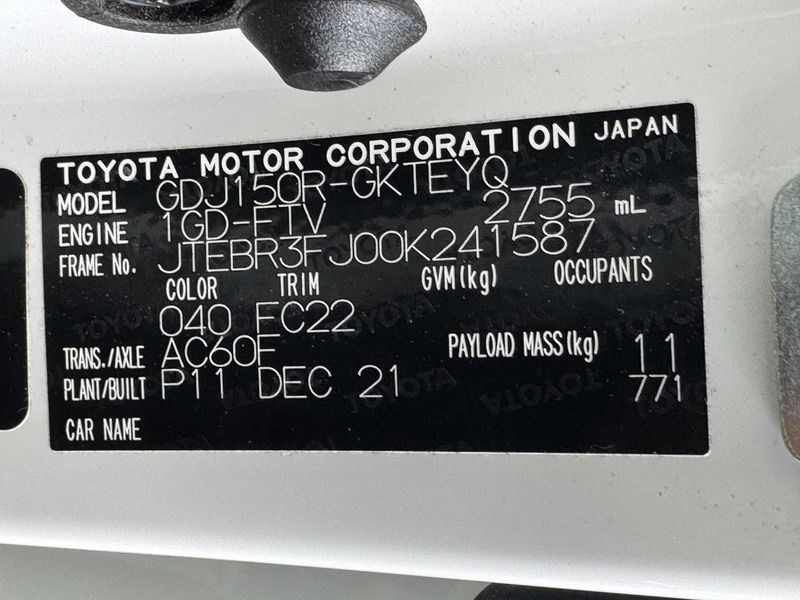 TOYOTA MOTOR CORPORATION JAPAN
MODEL GDJ150R-GKTEYQ
ENGINE 1GD-FTV 2755 mL
FRAME No. JTEBR3FJ00K241587
COLOR TRIM GVM(kg) OCCUPANTS
040 FC22
TRANS./AXLE AC60F PAYLOAD MASS(kg) 11
PLANT/BUILT P11 DEC 21 771
CAR NAME